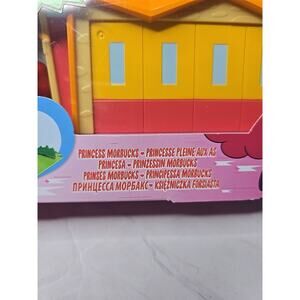 PRINCESS MORBUCKS – PRINCESSE PLEINE AUX AS
PRINCESA – PRINZESSIN MORBUCKS
PRINSES MORBUCKS – PRINCIPESSA MORBUCKS
ПРИНЦЕССА МОРБАКС – KSIĘŻNICZKA FORSIASTA